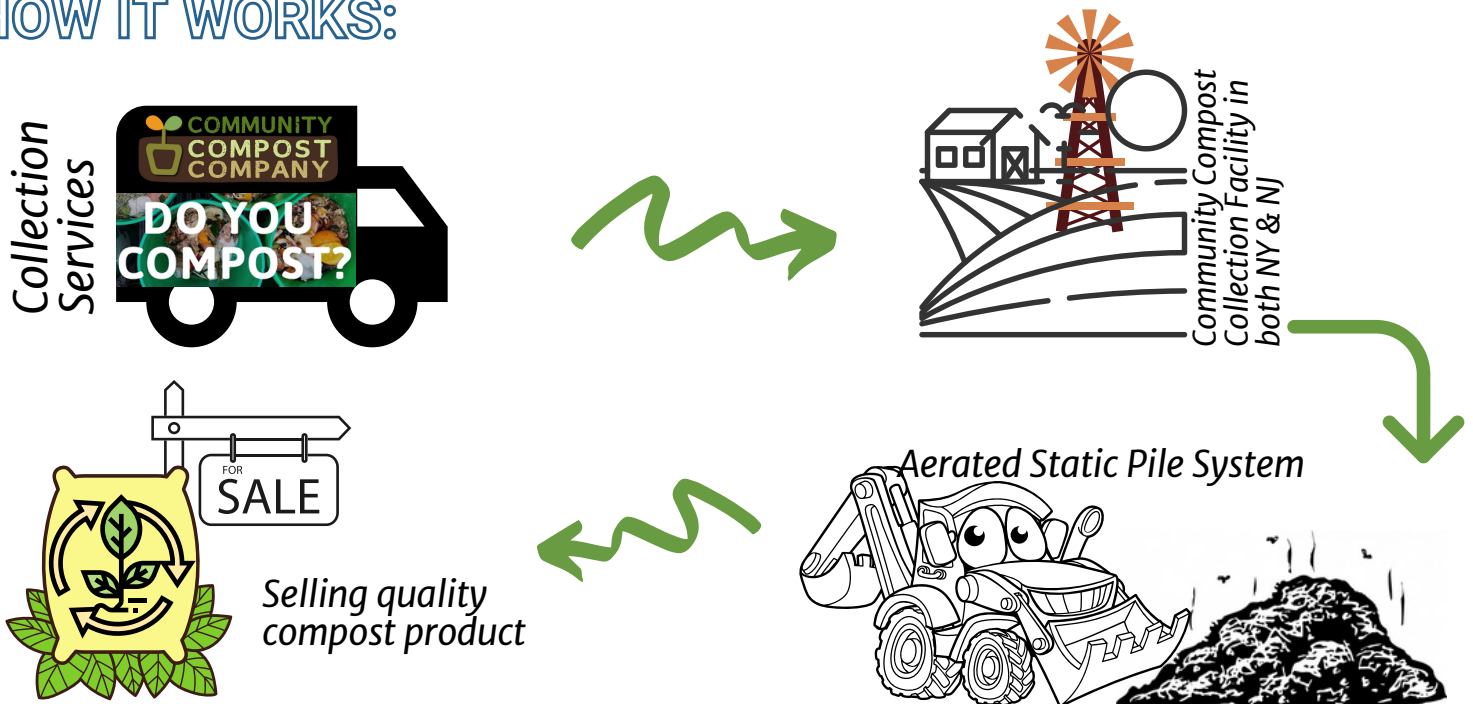 HOW IT WORKS:
Collection
Services
COMMUNITY
COMPOST
COMPANY
DO YOU
COMPOST?
Community Compost
Collection Facility in
both NY & NJ
Aerated Static Pile System
FOR
SALE
Selling quality
compost product